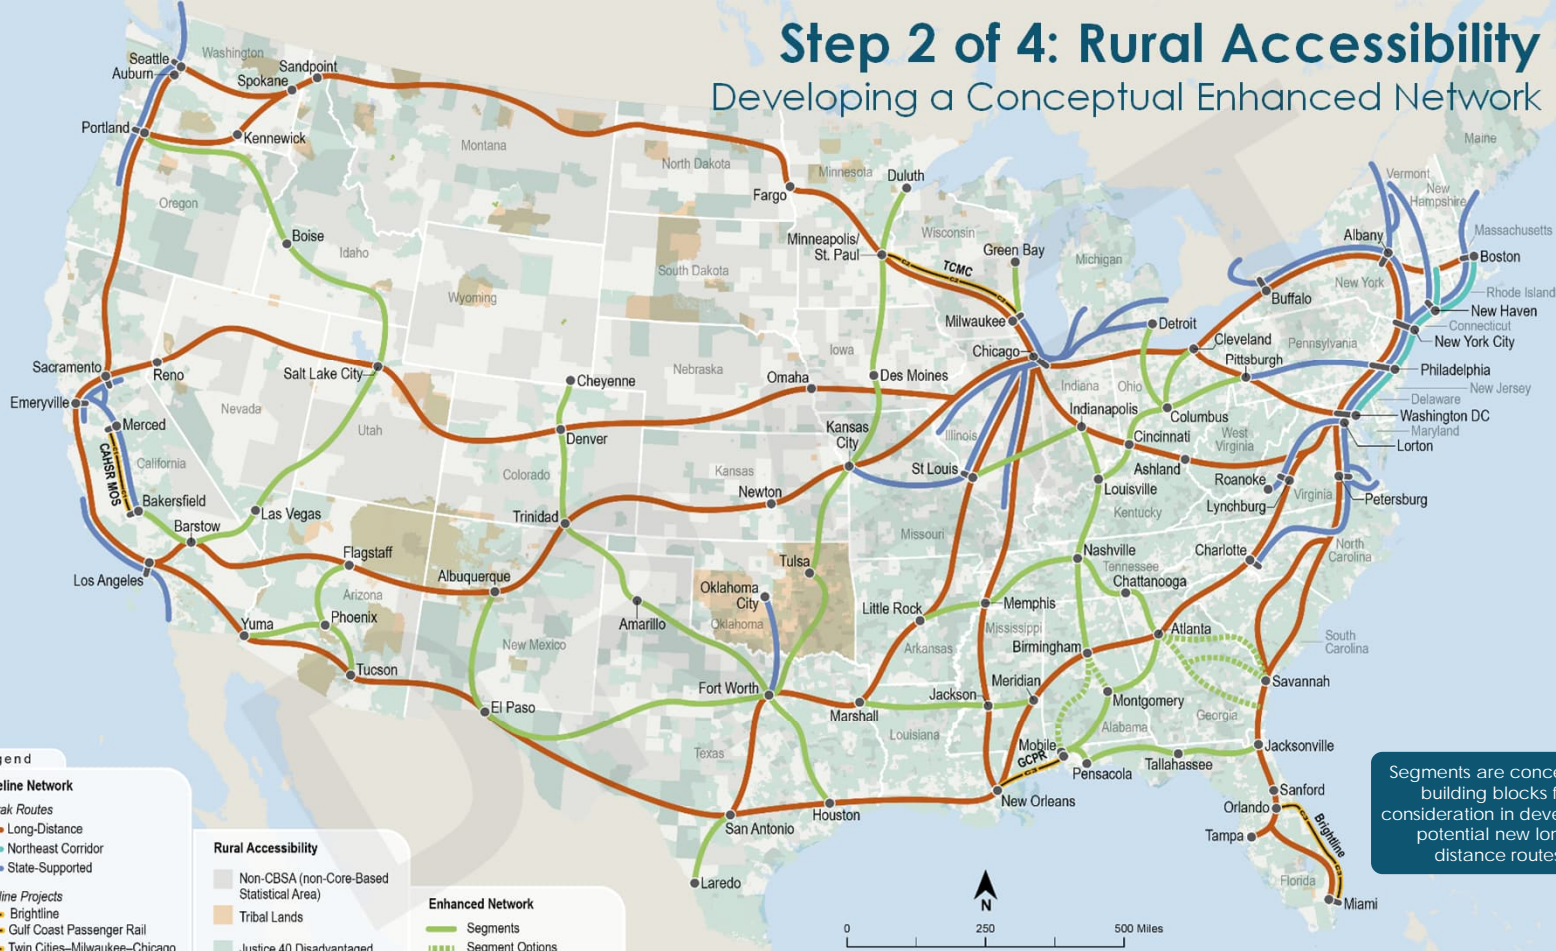 Step 2 of 4: Rural Accessibility
Developing a Conceptual Enhanced Network
Seattle
Auburn
Washington
Spokane
Sandpoint
Portland
Kennewick
Montana
North Dakota
Minnesota
Duluth
Fargo
Oregon
Boise
Idaho
Minneapolis/
St. Paul
Wisconsin
Green Bay
TCMC
Michigan
Maine
Vermont
New
Hampshire
Massachusetts
Albany
Boston
New York
Rhode Island
Buffalo
New Haven
Connecticut
New York City
South Dakota
Wyoming
Milwaukee
Detroit
Cleveland
Pittsburgh
Pennsylvania
Philadelphia
New Jersey
Delaware
Washington DC
Maryland
Lorton
Sacramento
Reno
Salt Lake City
Emeryville
Merced
Nevada
Utah
Cheyenne
Nebraska
Iowa
Omaha
Des Moines
Chicago
Indiana
Ohio
Indianapolis
Columbus
Cincinnati
West
Virginia
Illinois
Denver
Colorado
Kansas
City
Kansas
St Louis
Ashland
Louisville
Kentucky
Roanoke
Lynchburg
Virginia
Petersburg
CAHSR MOS
California
Bakersfield
Barstow
Las Vegas
Newton
Trinidad
Missouri
Los Angeles
Flagstaff
Albuquerque
Arizona
Phoenix
Yuma
Tucson
New Mexico
El Paso
Amarillo
Tulsa
Oklahoma
City
Oklahoma
Little Rock
Arkansas
Memphis
Mississippi
Nashville
Tennessee
Chattanooga
Charlotte
North
Carolina
Atlanta
South
Carolina
Birmingham
Savannah
Fort Worth
Marshall
Jackson
Meridian
Montgomery
Georgia
Alabama
Louisiana
Texas
Mobile
GCPR
Pensacola
Tallahassee
Jacksonville
New Orleans
Houston
San Antonio
Laredo
Sanford
Orlando
Tampa
Brightline
Florida
Miami
Segments are conce
building blocks f
consideration in deve
potential new lon
distance routes
gend
eline Network
ak Routes
Long-Distance
Northeast Corridor
State-Supported
line Projects
Brightline
Gulf Coast Passenger Rail
Twin Cities–Milwaukee–Chicago
Rural Accessibility
Non-CBSA (non-Core-Based
Statistical Area)
Tribal Lands
Justice 40 Disadvantaged
Enhanced Network
Segments
Segment Options
N
0 250 500 Miles